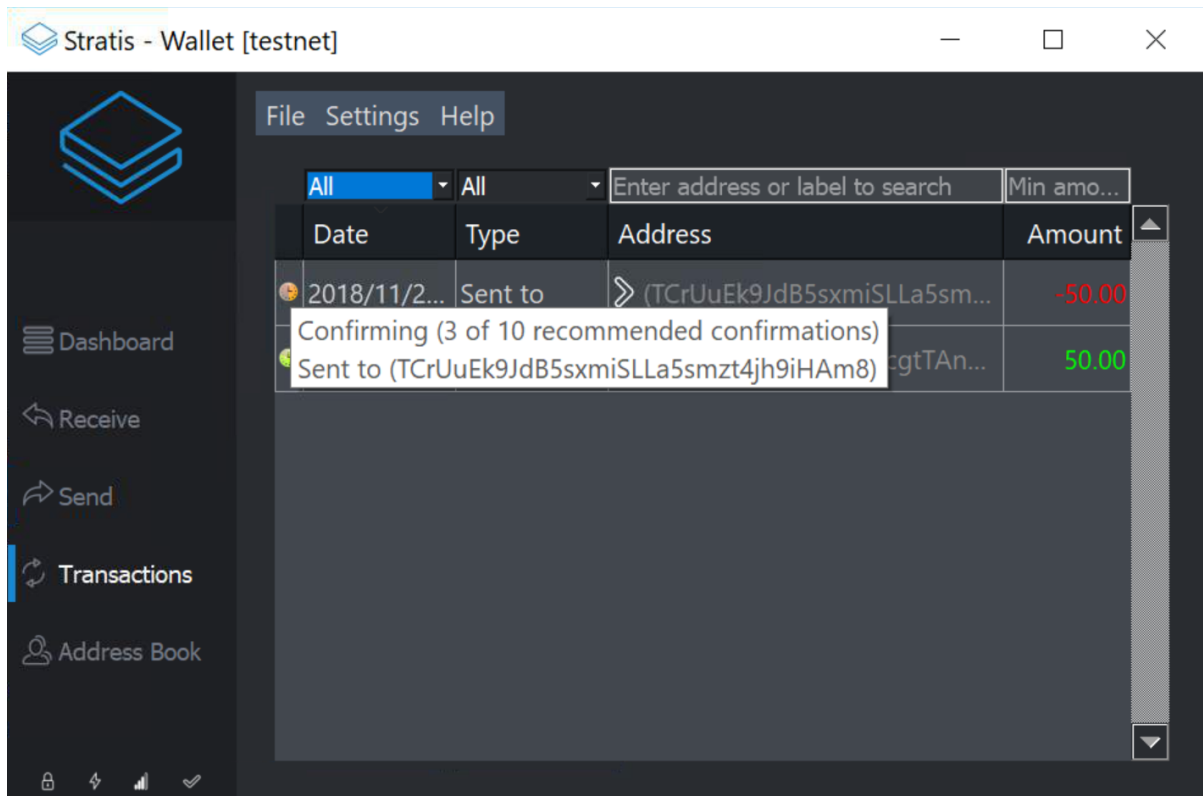 Stratis - Wallet [testnet]
File Settings Help
All All Enter address or label to search Min amo...
Date Type Address Amount
2018/11/2... Sent to (TCrUuEk9JdB5sxmiSLLa5sm... -50.00
Confirming (3 of 10 recommended confirmations)
Sent to (TCrUuEk9JdB5sxmiSLLa5smzt4jh9iHAm8)
cgtTAn... 50.00
Dashboard
Receive
Send
Transactions
Address Book